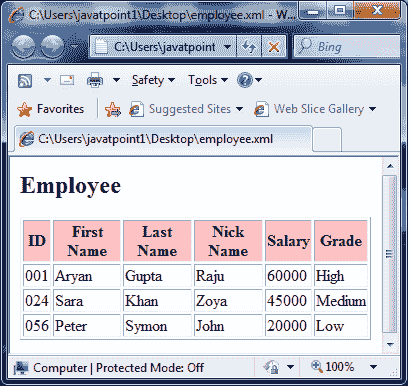 C:\Users\javatpoint1\Desktop\employee.xml - W...
C:\Users\javatpoint
Bing
Safety Tools
Favorites Suggested Sites Web Slice Gallery
C:\Users\javatpoint1\Desktop\employee.xml
Employee
ID First Name Last Name Nick Name Salary Grade
001 Aryan Gupta Raju 60000 High
024 Sara Khan Zoya 45000 Medium
056 Peter Symon John 20000 Low
Computer | Protected Mode: Off 100%